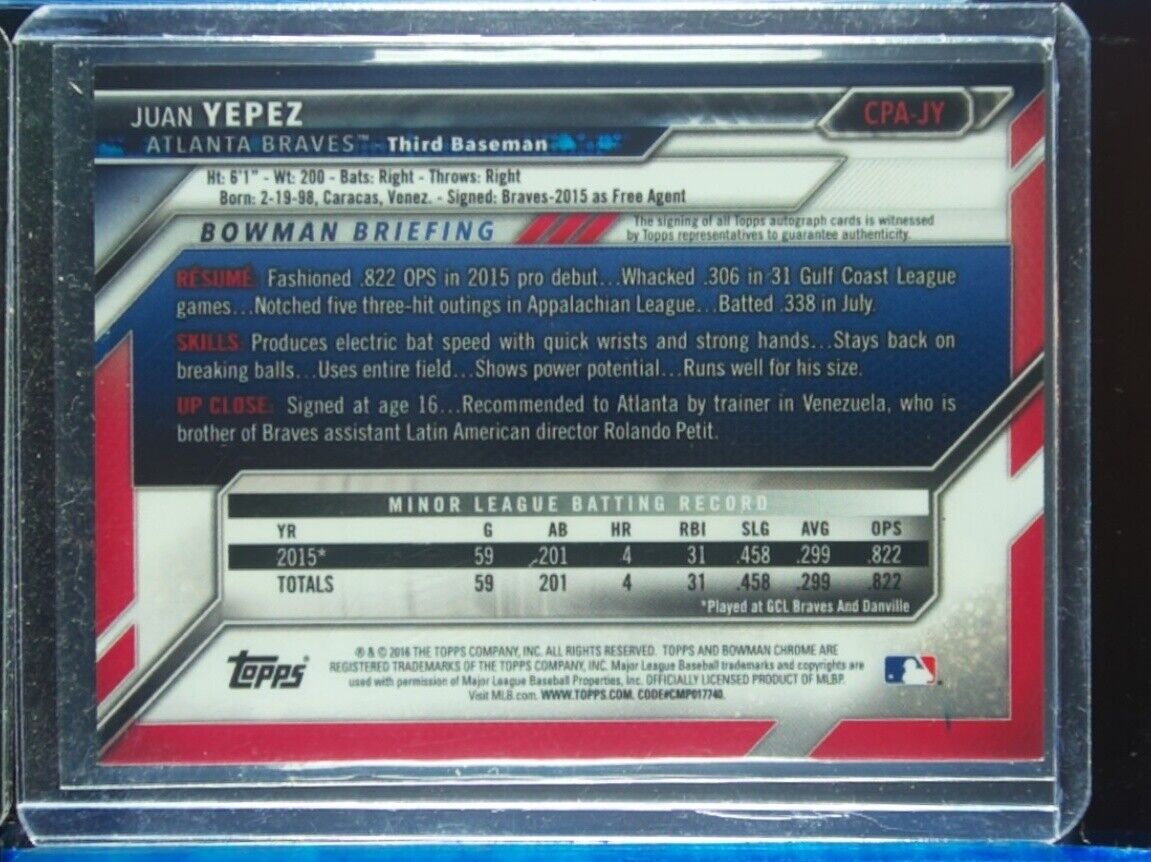 JUAN YEPEZ
CPA-JY
ATLANTA BRAVES™ - Third Baseman
Ht: 6'1" - Wt: 200 - Bats: Right - Throws: Right
Born: 2-19-98, Caracas, Venez. - Signed: Braves-2015 as Free Agent
BOWMAN BRIEFING
The signing of all Topps autograph cards is witnessed
by Topps representatives to guarantee authenticity.
RÉSUMÉ: Fashioned .822 OPS in 2015 pro debut...Whacked .306 in 31 Gulf Coast League
games...Notched five three-hit outings in Appalachian League...Batted .338 in July.
SKILLS: Produces electric bat speed with quick wrists and strong hands...Stays back on
breaking balls...Uses entire field...Shows power potential...Runs well for his size.
UP CLOSE: Signed at age 16...Recommended to Atlanta by trainer in Venezuela, who is
brother of Braves assistant Latin American director Rolando Petit.
MINOR LEAGUE BATTING RECORD
YR G AB HR RBI SLG AVG OPS
2015* 59 201 4 31 .458 .299 .822
TOTALS 59 201 4 31 .458 .299 .822
*Played at GCL Braves And Danville
topps®
® & © 2016 THE TOPPS COMPANY, INC. ALL RIGHTS RESERVED. TOPPS AND BOWMAN CHROME ARE
REGISTERED TRADEMARKS OF THE TOPPS COMPANY, INC. Major League Baseball trademarks and copyrights are
used with permission of Major League Baseball Properties, Inc. OFFICIALLY LICENSED PRODUCT OF MLBP.
Visit MLB.com. WWW.TOPPS.COM. CODE#CMP017740.